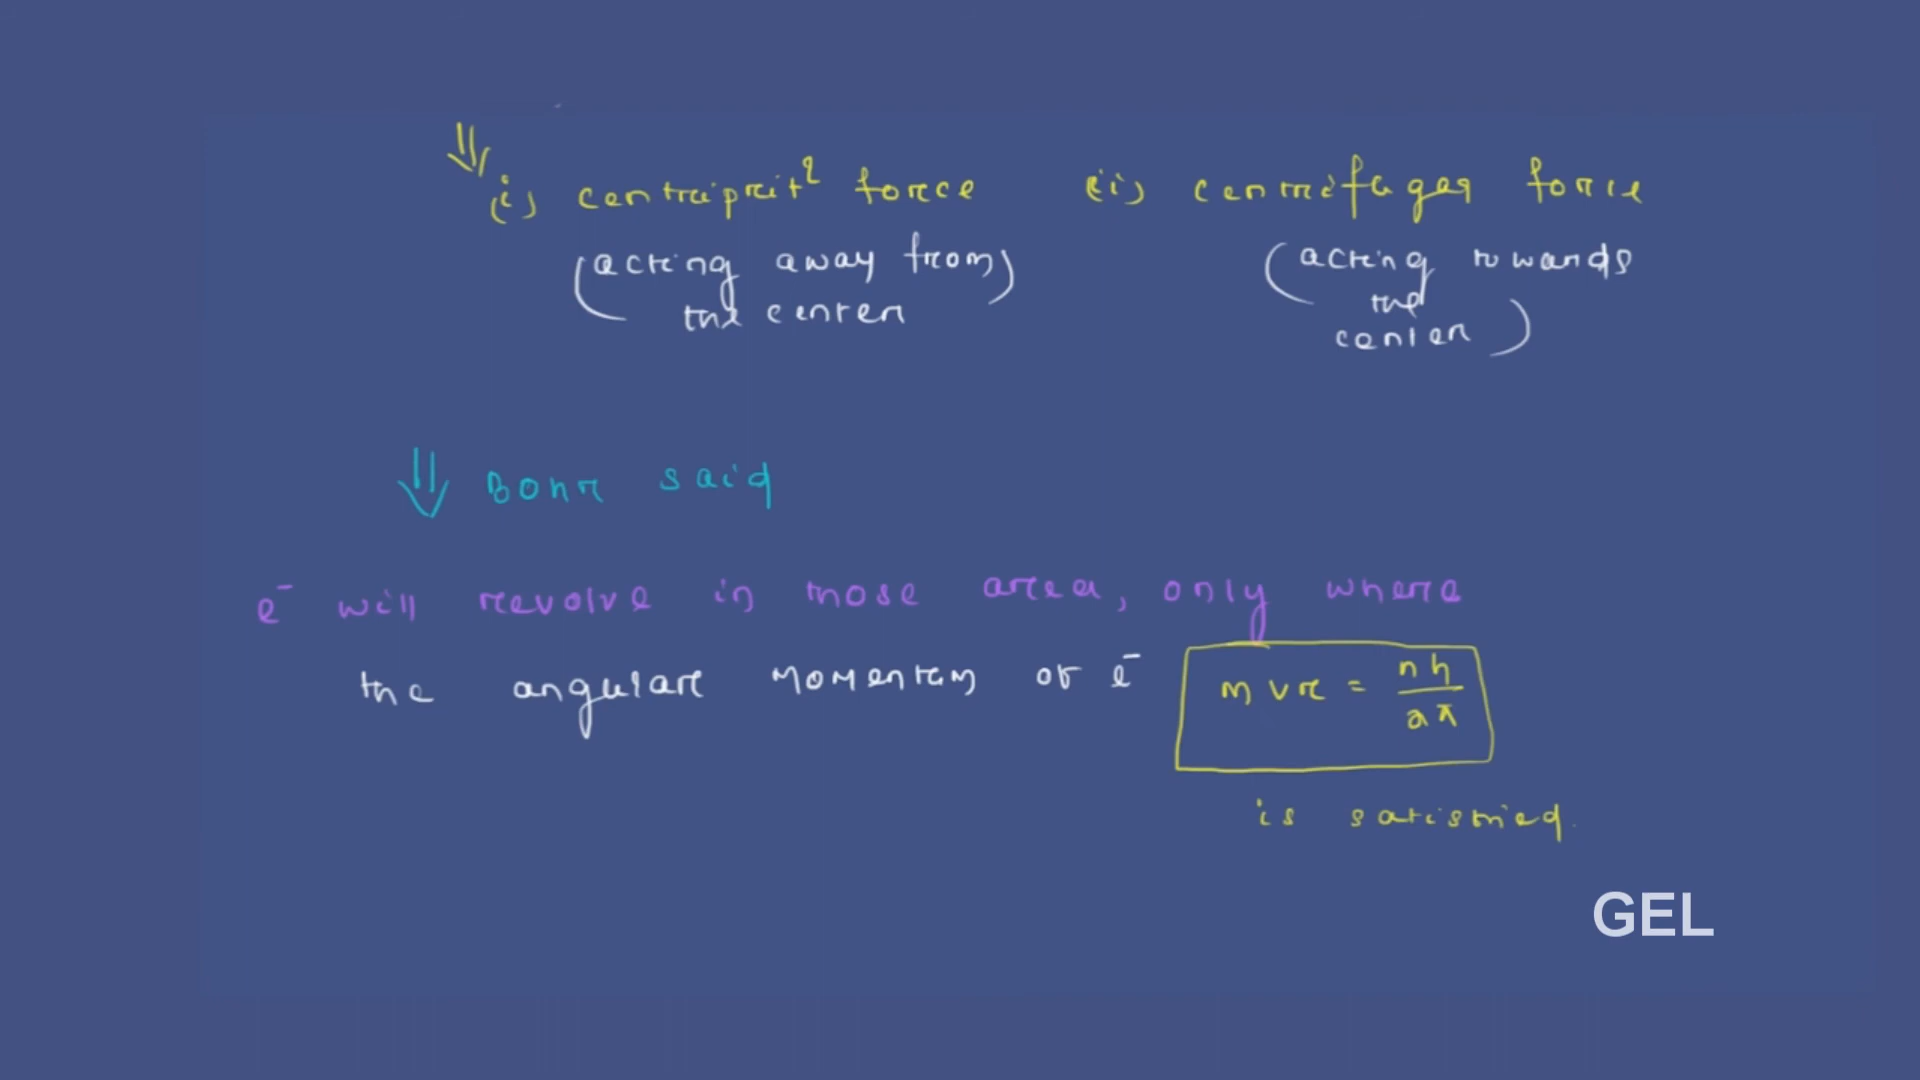 (i) centripetal force (ii) centrifugal force
(acting away from the center) (acting towards the center)
Bohr said
e⁻ will revolve in those area, only where
the angular momentum of e⁻ mvr = nh/2π
is satisfied.
GEL